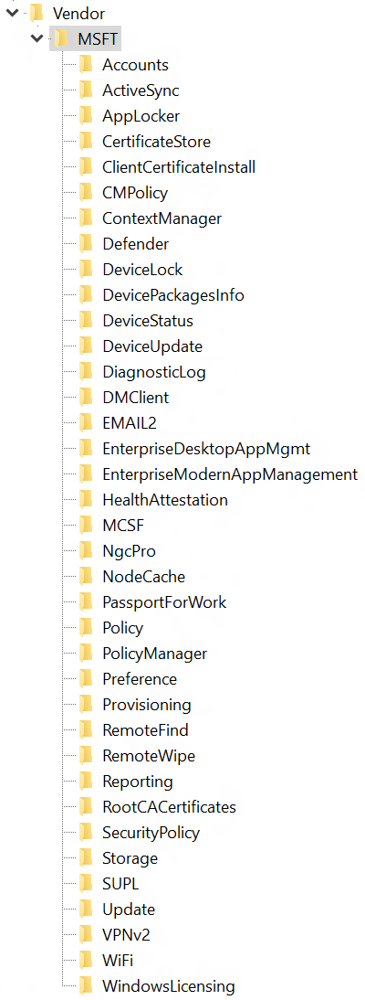 Vendor
MSFT
Accounts
ActiveSync
AppLocker
CertificateStore
ClientCertificateInstall
CMPolicy
ContextManager
Defender
DeviceLock
DevicePackagesInfo
DeviceStatus
DeviceUpdate
DiagnosticLog
DMClient
EMAIL2
EnterpriseDesktopAppMgmt
EnterpriseModernAppManagement
HealthAttestation
MCSF
NgcPro
NodeCache
PassportForWork
Policy
PolicyManager
Preference
Provisioning
RemoteFind
RemoteWipe
Reporting
RootCACertificates
SecurityPolicy
Storage
SUPL
Update
VPNv2
WiFi
WindowsLicensing